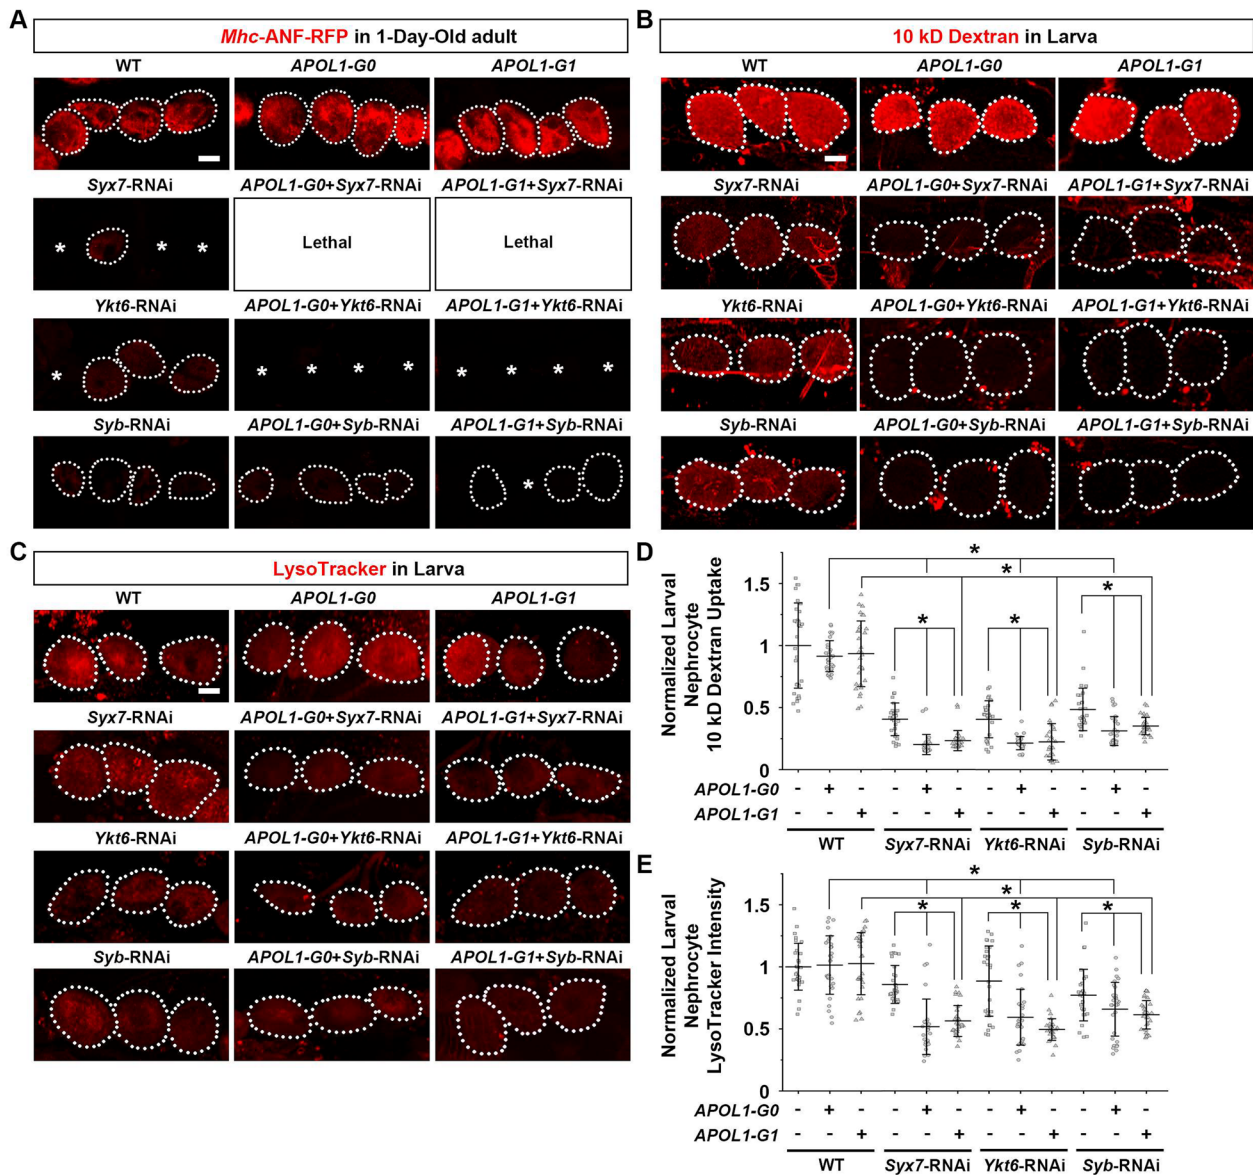 A
Mhc-ANF-RFP in 1-Day-Old adult
WT APOL1-G0 APOL1-G1
Syx7-RNAi APOL1-G0+Syx7-RNAi APOL1-G1+Syx7-RNAi
* * * Lethal Lethal
Ykt6-RNAi APOL1-G0+Ykt6-RNAi APOL1-G1+Ykt6-RNAi
* * * * * * * * *
Syb-RNAi APOL1-G0+Syb-RNAi APOL1-G1+Syb-RNAi
*
B
10 kD Dextran in Larva
WT APOL1-G0 APOL1-G1
Syx7-RNAi APOL1-G0+Syx7-RNAi APOL1-G1+Syx7-RNAi
Ykt6-RNAi APOL1-G0+Ykt6-RNAi APOL1-G1+Ykt6-RNAi
Syb-RNAi APOL1-G0+Syb-RNAi APOL1-G1+Syb-RNAi
C
LysoTracker in Larva
WT APOL1-G0 APOL1-G1
Syx7-RNAi APOL1-G0+Syx7-RNAi APOL1-G1+Syx7-RNAi
Ykt6-RNAi APOL1-G0+Ykt6-RNAi APOL1-G1+Ykt6-RNAi
Syb-RNAi APOL1-G0+Syb-RNAi APOL1-G1+Syb-RNAi
D
Normalized Larval
Nephrocyte
10 kD Dextran Uptake
1.5
1
0.5
0
*
*
* * *
APOL1-G0 - + - - + - - + - - + -
APOL1-G1 - - + - - + - - + - - +
WT Syx7-RNAi Ykt6-RNAi Syb-RNAi
E
Normalized Larval
Nephrocyte
LysoTracker Intensity
1.5
1
0.5
0
*
*
* * *
APOL1-G0 - + - - + - - + - - + -
APOL1-G1 - - + - - + - - + - - +
WT Syx7-RNAi Ykt6-RNAi Syb-RNAi